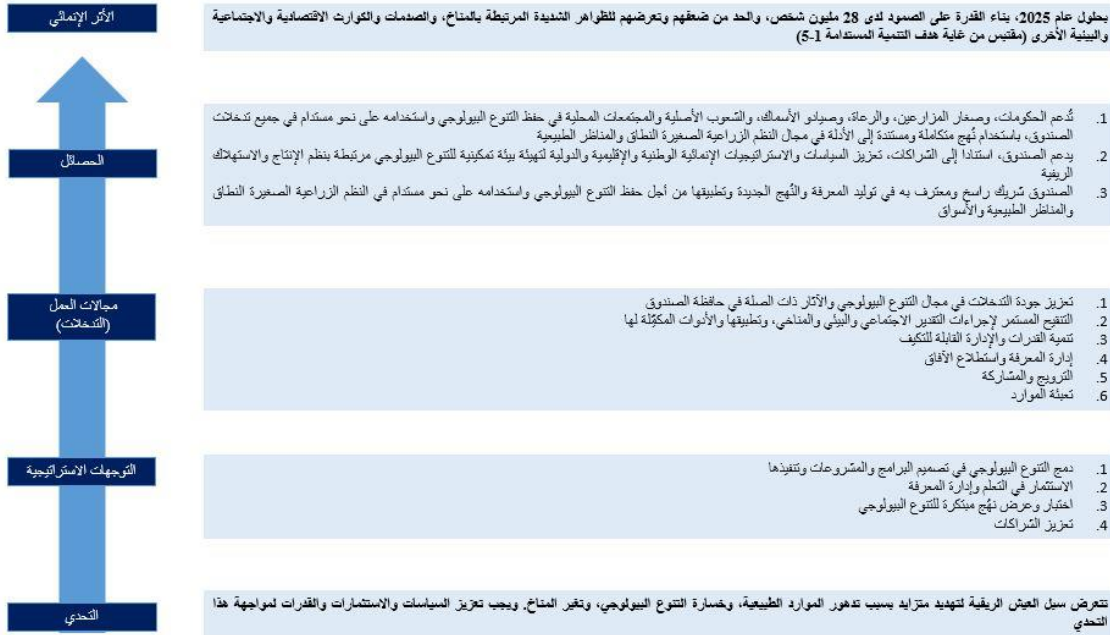 الأثر الإنمائي
بحلول عام 2025، بناء القدرة على الصمود لدى 28 مليون شخص، والحد من ضعفهم وتعرضهم للظواهر الشديدة المرتبطة بالمناخ، والصدمات والكوارث الاقتصادية والاجتماعية
والبيئية الأخرى (مقتبس من غاية هدف التنمية المستدامة 1-5)
الحصائل
1. تُدعم الحكومات، وصغار المزارعين، والرعاة، وصيادو الأسماك، والشعوب الأصلية والمجتمعات المحلية في حفظ التنوع البيولوجي واستخدامه على نحو مستدام في جميع تدخلات
الصندوق، باستخدام نُهج متكاملة ومستندة إلى الأدلة في مجال النظم الزراعية الصغيرة النطاق والمناظر الطبيعية
2. يدعم الصندوق، استنادا إلى الشراكات، تعزيز السياسات والاستراتيجيات الإنمائية الوطنية والإقليمية والدولية لتهيئة بيئة تمكينية للتنوع البيولوجي مرتبطة بنظم الإنتاج والاستهلاك
الريفية
3. الصندوق شريك راسخ ومعترف به في توليد المعرفة والنُهج الجديدة وتطبيقها من أجل حفظ التنوع البيولوجي واستخدامه على نحو مستدام في النظم الزراعية الصغيرة النطاق
والمناظر الطبيعية والأسواق
مجالات العمل
(التدخلات)
1. تعزيز جودة التدخلات في مجال التنوع البيولوجي والآثار ذات الصلة في حافظة الصندوق
2. التنقيح المستمر لإجراءات التقدير الاجتماعي والبيئي والمناخي، وتطبيقها والأدوات المكمِّلة لها
3. تنمية القدرات والإدارة القابلة للتكيف
4. إدارة المعرفة واستطلاع الآفاق
5. الترويج والمشاركة
6. تعبئة الموارد
التوجهات الاستراتيجية
1. دمج التنوع البيولوجي في تصميم البرامج والمشروعات وتنفيذها
2. الاستثمار في التعلم وإدارة المعرفة
3. اختبار وعرض نهُج مبتكرة للتنوع البيولوجي
4. تعزيز الشراكات
التحدي
تتعرض سبل العيش الريفية لتهديد متزايد بسبب تدهور الموارد الطبيعية، وخسارة التنوع البيولوجي، وتغير المناخ. ويجب تعزيز السياسات والاستثمارات والقدرات لمواجهة هذا
التحدي